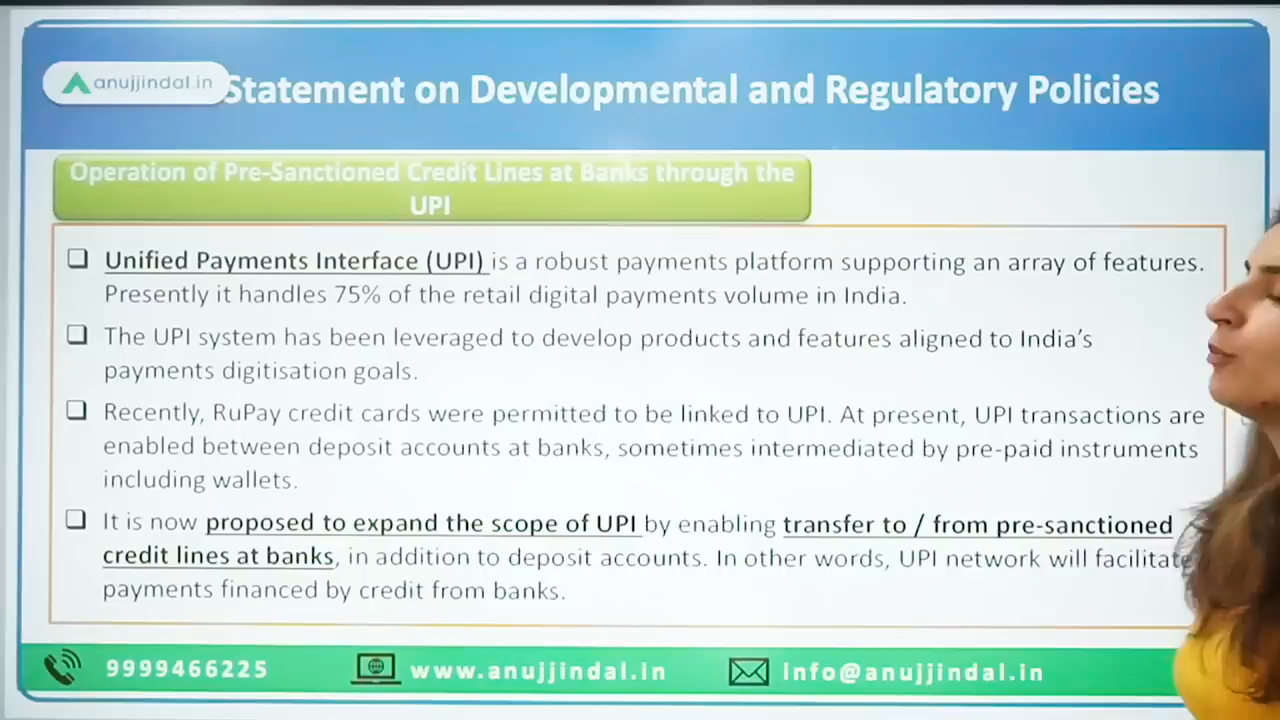 anujjindal.in
Statement on Developmental and Regulatory Policies
Operation of Pre-Sanctioned Credit Lines at Banks through the
UPI
Unified Payments Interface (UPI) is a robust payments platform supporting an array of features.
Presently it handles 75% of the retail digital payments volume in India.
The UPI system has been leveraged to develop products and features aligned to India's
payments digitisation goals.
Recently, RuPay credit cards were permitted to be linked to UPI. At present, UPI transactions are
enabled between deposit accounts at banks, sometimes intermediated by pre-paid instruments
including wallets.
It is now proposed to expand the scope of UPI by enabling transfer to / from pre-sanctioned
credit lines at banks, in addition to deposit accounts. In other words, UPI network will facilitate
payments financed by credit from banks.
9999466225
www.anujjindal.in
info@anujjindal.in